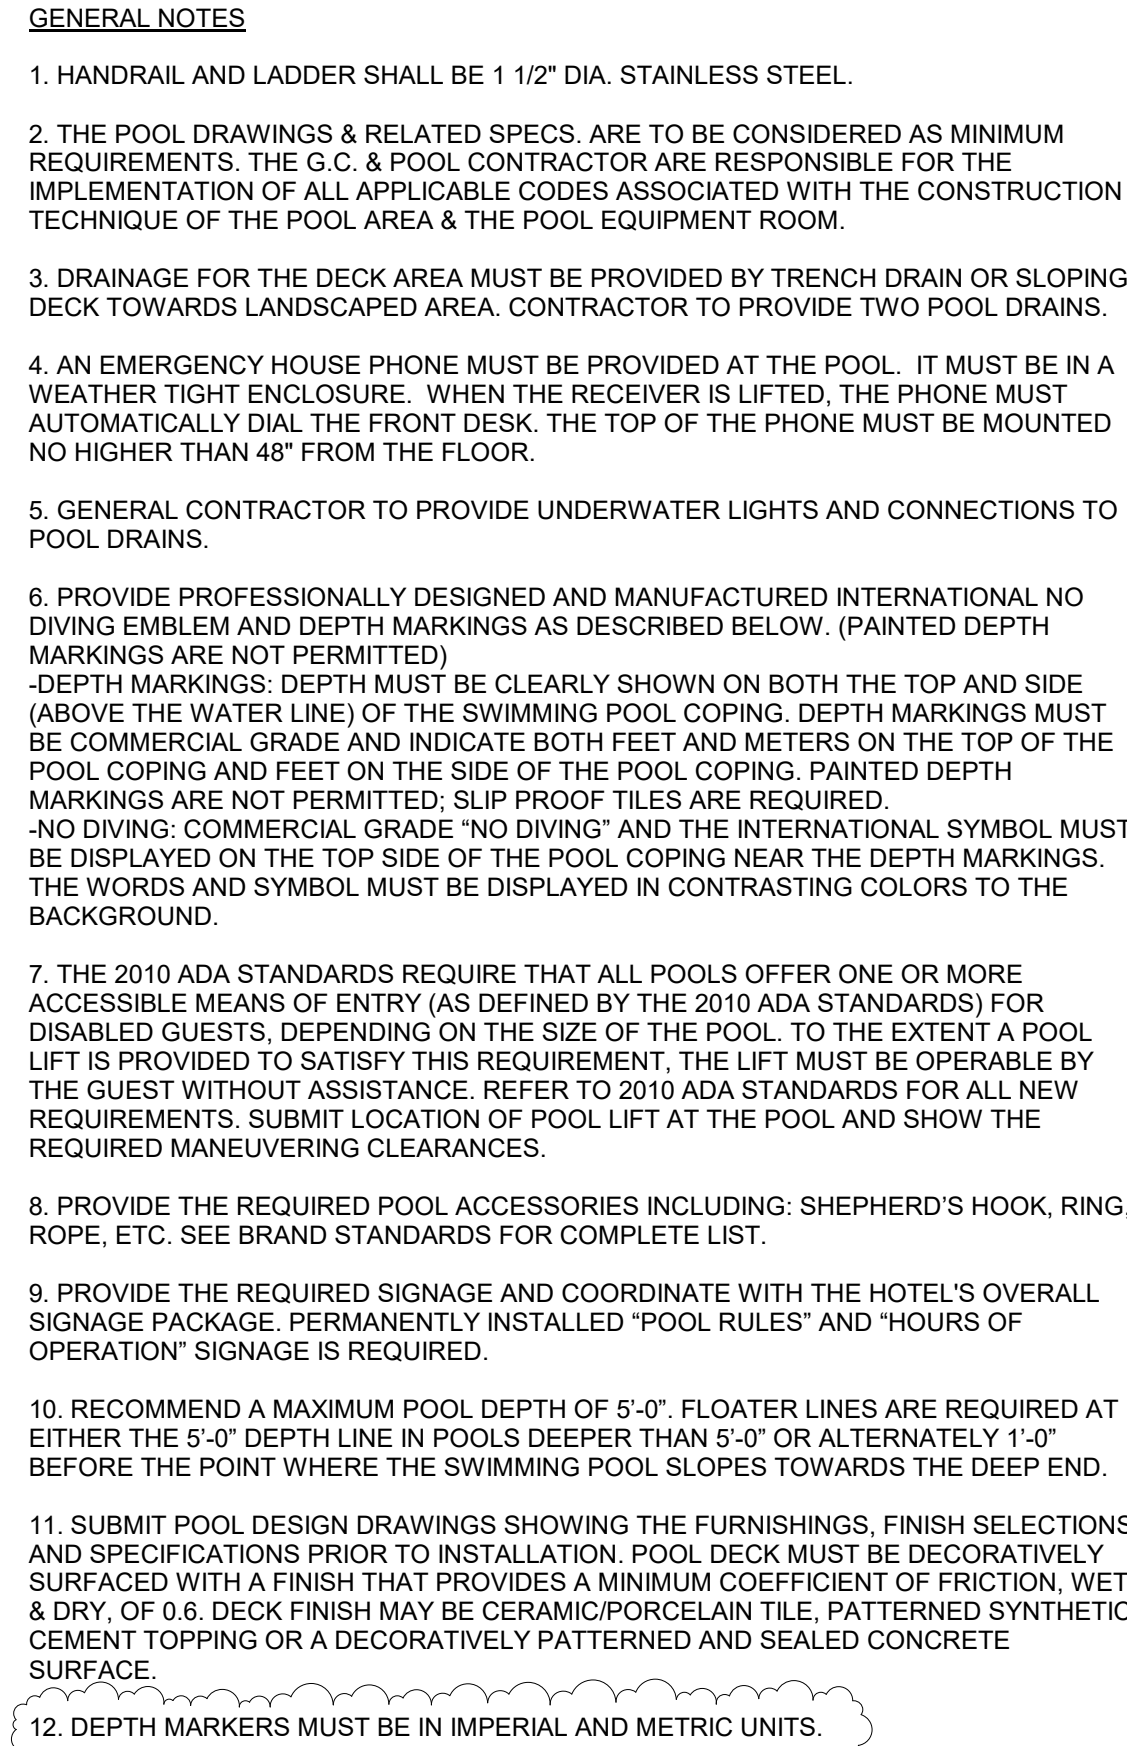 GENERAL NOTES
1. HANDRAIL AND LADDER SHALL BE 1 1/2" DIA. STAINLESS STEEL.
2. THE POOL DRAWINGS & RELATED SPECS. ARE TO BE CONSIDERED AS MINIMUM
REQUIREMENTS. THE G.C. & POOL CONTRACTOR ARE RESPONSIBLE FOR THE
IMPLEMENTATION OF ALL APPLICABLE CODES ASSOCIATED WITH THE CONSTRUCTION
TECHNIQUE OF THE POOL AREA & THE POOL EQUIPMENT ROOM.
3. DRAINAGE FOR THE DECK AREA MUST BE PROVIDED BY TRENCH DRAIN OR SLOPING
DECK TOWARDS LANDSCAPED AREA. CONTRACTOR TO PROVIDE TWO POOL DRAINS.
4. AN EMERGENCY HOUSE PHONE MUST BE PROVIDED AT THE POOL.  IT MUST BE IN A
WEATHER TIGHT ENCLOSURE.  WHEN THE RECEIVER IS LIFTED, THE PHONE MUST
AUTOMATICALLY DIAL THE FRONT DESK. THE TOP OF THE PHONE MUST BE MOUNTED
NO HIGHER THAN 48" FROM THE FLOOR.
5. GENERAL CONTRACTOR TO PROVIDE UNDERWATER LIGHTS AND CONNECTIONS TO
POOL DRAINS.
6. PROVIDE PROFESSIONALLY DESIGNED AND MANUFACTURED INTERNATIONAL NO
DIVING EMBLEM AND DEPTH MARKINGS AS DESCRIBED BELOW. (PAINTED DEPTH
MARKINGS ARE NOT PERMITTED)
-DEPTH MARKINGS: DEPTH MUST BE CLEARLY SHOWN ON BOTH THE TOP AND SIDE
(ABOVE THE WATER LINE) OF THE SWIMMING POOL COPING. DEPTH MARKINGS MUST
BE COMMERCIAL GRADE AND INDICATE BOTH FEET AND METERS ON THE TOP OF THE
POOL COPING AND FEET ON THE SIDE OF THE POOL COPING. PAINTED DEPTH
MARKINGS ARE NOT PERMITTED; SLIP PROOF TILES ARE REQUIRED.
-NO DIVING: COMMERCIAL GRADE “NO DIVING” AND THE INTERNATIONAL SYMBOL MUST
BE DISPLAYED ON THE TOP SIDE OF THE POOL COPING NEAR THE DEPTH MARKINGS.
THE WORDS AND SYMBOL MUST BE DISPLAYED IN CONTRASTING COLORS TO THE
BACKGROUND.
7. THE 2010 ADA STANDARDS REQUIRE THAT ALL POOLS OFFER ONE OR MORE
ACCESSIBLE MEANS OF ENTRY (AS DEFINED BY THE 2010 ADA STANDARDS) FOR
DISABLED GUESTS, DEPENDING ON THE SIZE OF THE POOL. TO THE EXTENT A POOL
LIFT IS PROVIDED TO SATISFY THIS REQUIREMENT, THE LIFT MUST BE OPERABLE BY
THE GUEST WITHOUT ASSISTANCE. REFER TO 2010 ADA STANDARDS FOR ALL NEW
REQUIREMENTS. SUBMIT LOCATION OF POOL LIFT AT THE POOL AND SHOW THE
REQUIRED MANEUVERING CLEARANCES.
8. PROVIDE THE REQUIRED POOL ACCESSORIES INCLUDING: SHEPHERD’S HOOK, RING,
ROPE, ETC. SEE BRAND STANDARDS FOR COMPLETE LIST.
9. PROVIDE THE REQUIRED SIGNAGE AND COORDINATE WITH THE HOTEL'S OVERALL
SIGNAGE PACKAGE. PERMANENTLY INSTALLED “POOL RULES” AND “HOURS OF
OPERATION” SIGNAGE IS REQUIRED.
10. RECOMMEND A MAXIMUM POOL DEPTH OF 5’-0”. FLOATER LINES ARE REQUIRED AT
EITHER THE 5’-0” DEPTH LINE IN POOLS DEEPER THAN 5’-0” OR ALTERNATELY 1’-0”
BEFORE THE POINT WHERE THE SWIMMING POOL SLOPES TOWARDS THE DEEP END.
11. SUBMIT POOL DESIGN DRAWINGS SHOWING THE FURNISHINGS, FINISH SELECTIONS
AND SPECIFICATIONS PRIOR TO INSTALLATION. POOL DECK MUST BE DECORATIVELY
SURFACED WITH A FINISH THAT PROVIDES A MINIMUM COEFFICIENT OF FRICTION, WET
& DRY, OF 0.6. DECK FINISH MAY BE CERAMIC/PORCELAIN TILE, PATTERNED SYNTHETIC
CEMENT TOPPING OR A DECORATIVELY PATTERNED AND SEALED CONCRETE
SURFACE.
12. DEPTH MARKERS MUST BE IN IMPERIAL AND METRIC UNITS.